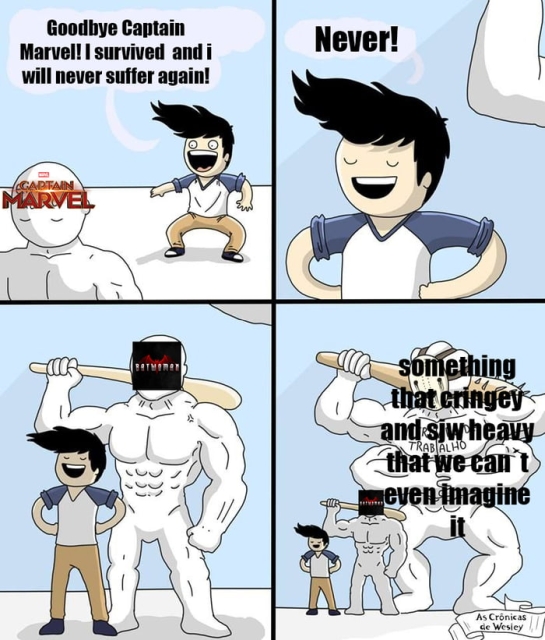 Goodbye Captain
Marvel! I survived and i
will never suffer again!
Never!
MARVEL
CAPTAIN
MARVEL
BATWOMAN
something
that cringey
and sjw heavy
TRABALHO
that we can t
even imagine
it
BATWOMAN
As Crônicas
de Wesley